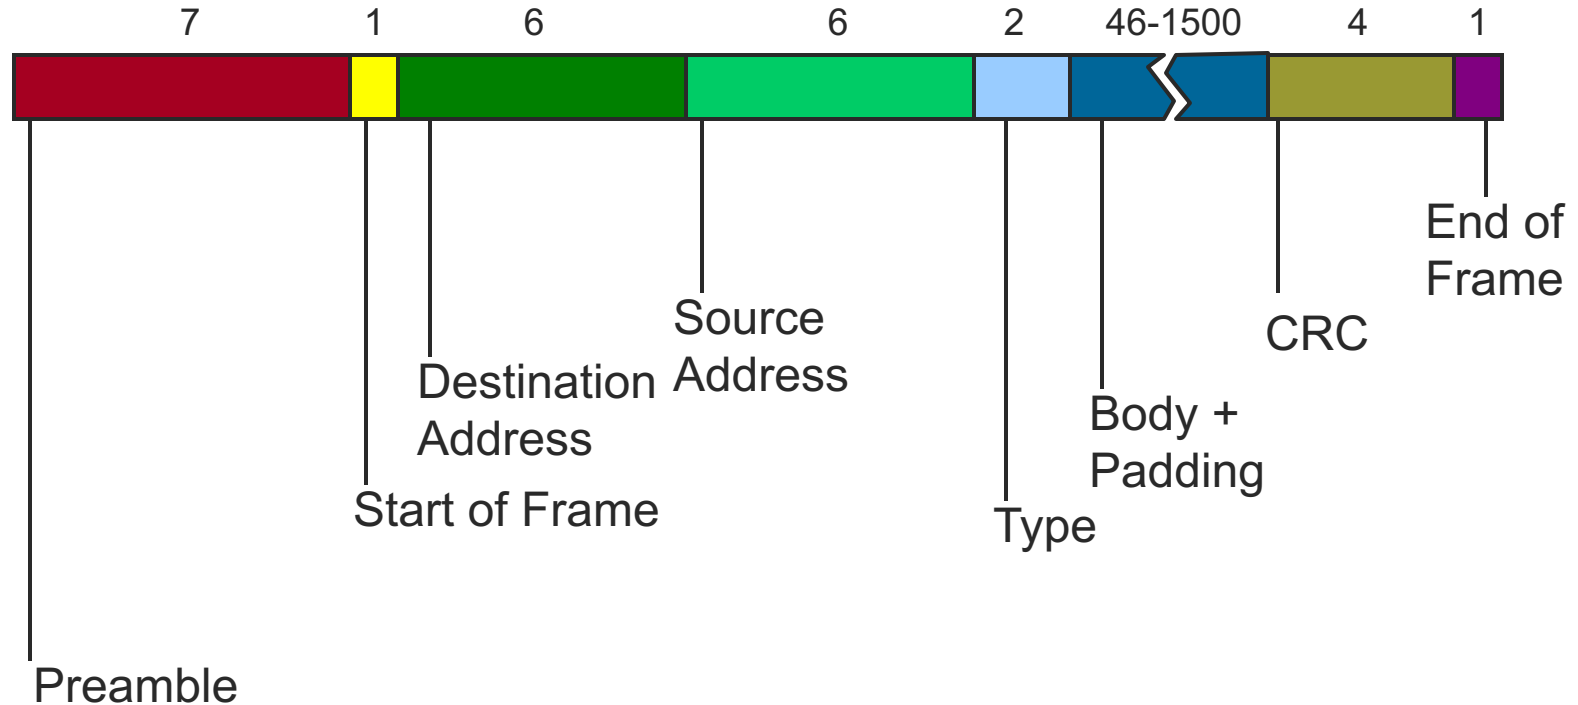 7 1 6 6 2 46-1500 4 1
End of
Frame
Source
Address
CRC
Destination
Address
Body +
Padding
Start of Frame
Type
Preamble